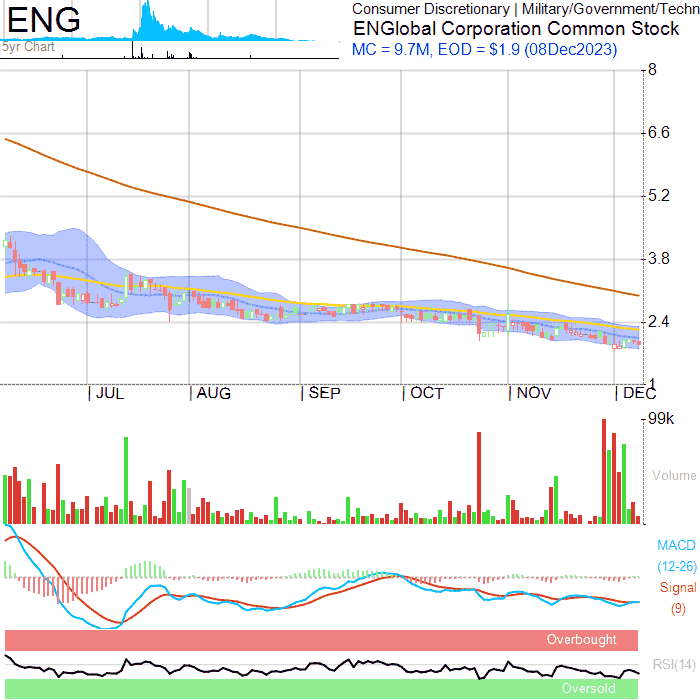 ENG
5yr Chart
Consumer Discretionary | Military/Government/Techn
ENGlobal Corporation Common Stock
MC = 9.7M, EOD = $1.9 (08Dec2023)
8
6.6
5.2
3.8
2.4
1
JUL
AUG
SEP
OCT
NOV
DEC
99k
Volume
MACD
(12-26)
Signal
(9)
Overbought
RSI(14)
Oversold